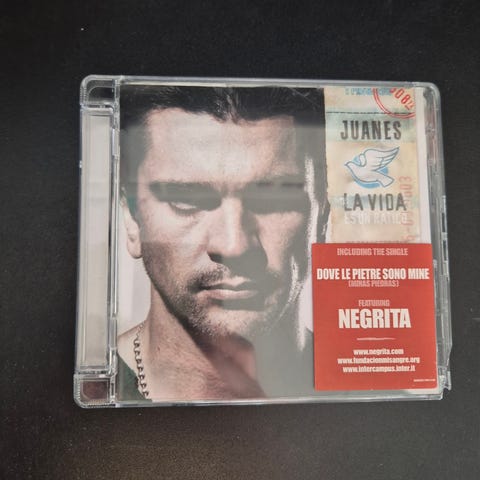 JUANES
LA VIDA
ES UN RATICO
INCLUDING THE SINGLE
DOVE LE PIETRE SONO MINE
(MINAS PIEDRAS)
FEATURING
NEGRITA
www.negrita.com
www.fundacionmisangre.org
www.intercampus.inter.it